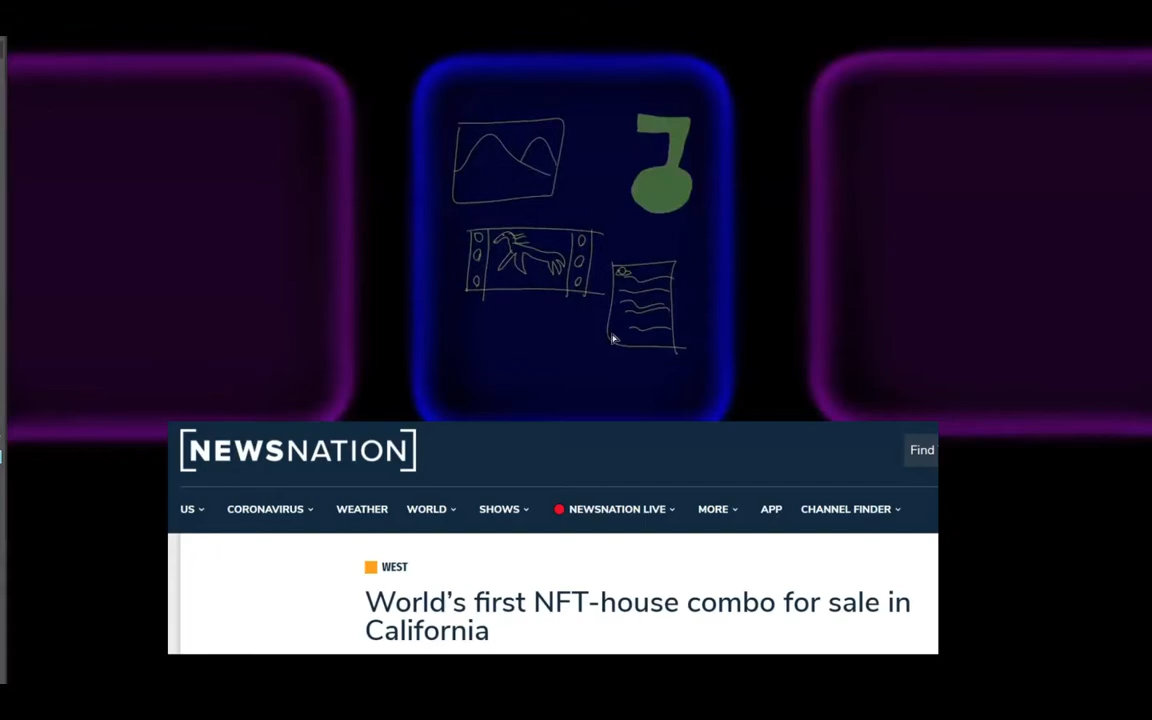 [NEWSNATION]
Find
US CORONAVIRUS WEATHER WORLD SHOWS NEWSNATION LIVE MORE APP CHANNEL FINDER
WEST
World's first NFT-house combo for sale in
California